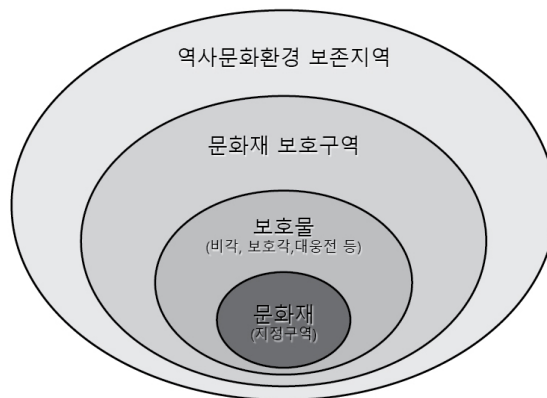 역사문화환경 보존지역
문화재 보호구역
보호물
(비각, 보호각,대웅전 등)
문화재
(지정구역)